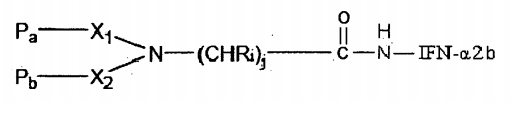 O
Pa X1 H
N (CHRi)j C N IFN-α2b
Pb X2